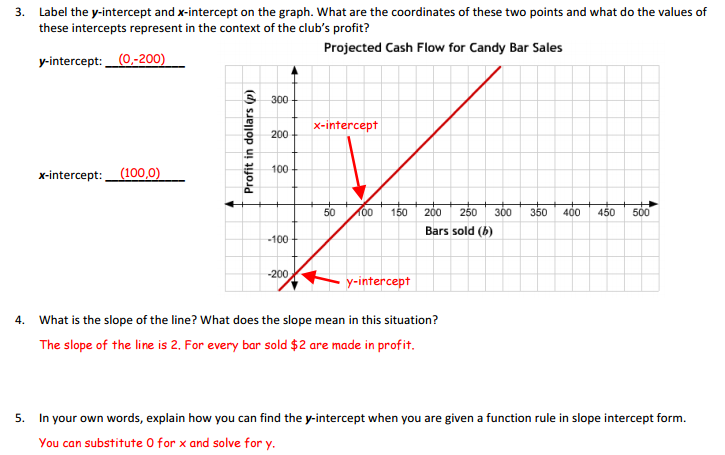 3. Label the y-intercept and x-intercept on the graph. What are the coordinates of these two points and what do the values of
these intercepts represent in the context of the club's profit?
Projected Cash Flow for Candy Bar Sales
y-intercept: __(0,-200)___
x-intercept: __(100,0)____
Profit in dollars (p)
300
200
100
-100
-200
x-intercept
50 100 150 200 250 300 350 400 450 500
Bars sold (b)
y-intercept
4. What is the slope of the line? What does the slope mean in this situation?
The slope of the line is 2. For every bar sold $2 are made in profit.
5. In your own words, explain how you can find the y-intercept when you are given a function rule in slope intercept form.
You can substitute 0 for x and solve for y.